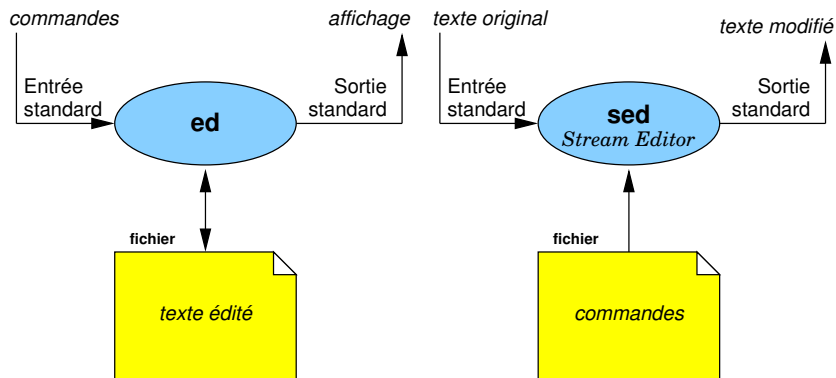 commandes
affichage
Entrée
standard
Sortie
standard
ed
fichier
texte édité
texte original
texte modifié
Entrée
standard
Sortie
standard
sed
Stream Editor
fichier
commandes